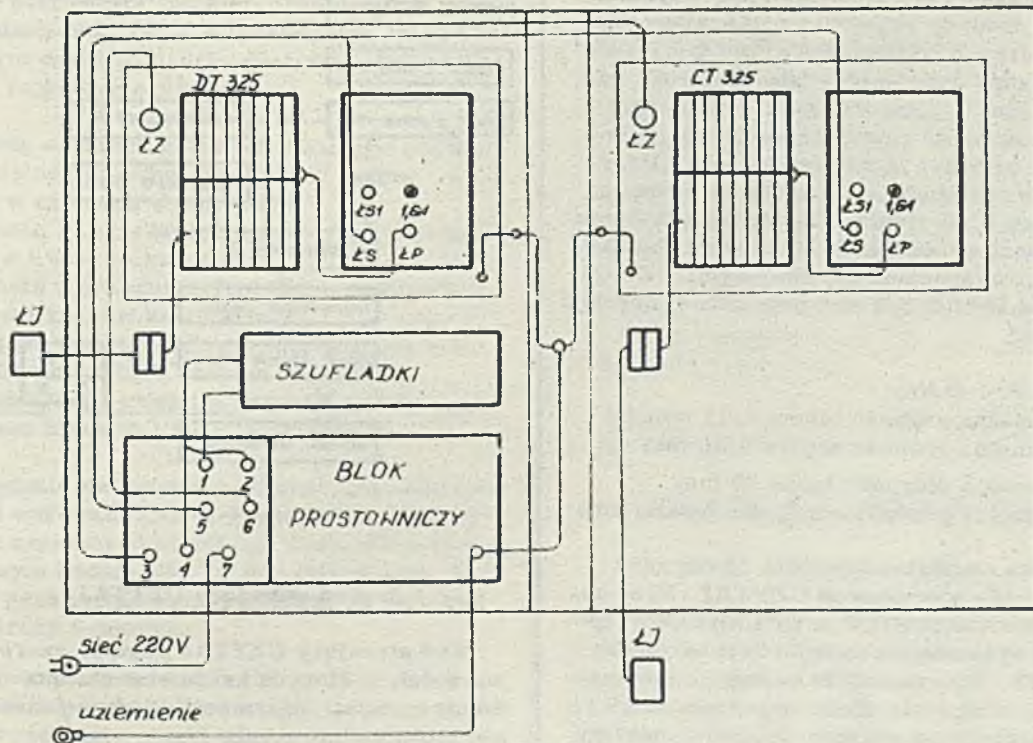 DT 325
CT 325
ŁZ
ŁZ
ŁS1 1,61
ŁS ŁP
ŁS1 1,61
ŁS ŁP
ŁJ
SZUFLADKI
BLOK
PROSTOWNICZY
1 2
5 6
3 4 7
sieć 220V
ŁJ
uziemienie